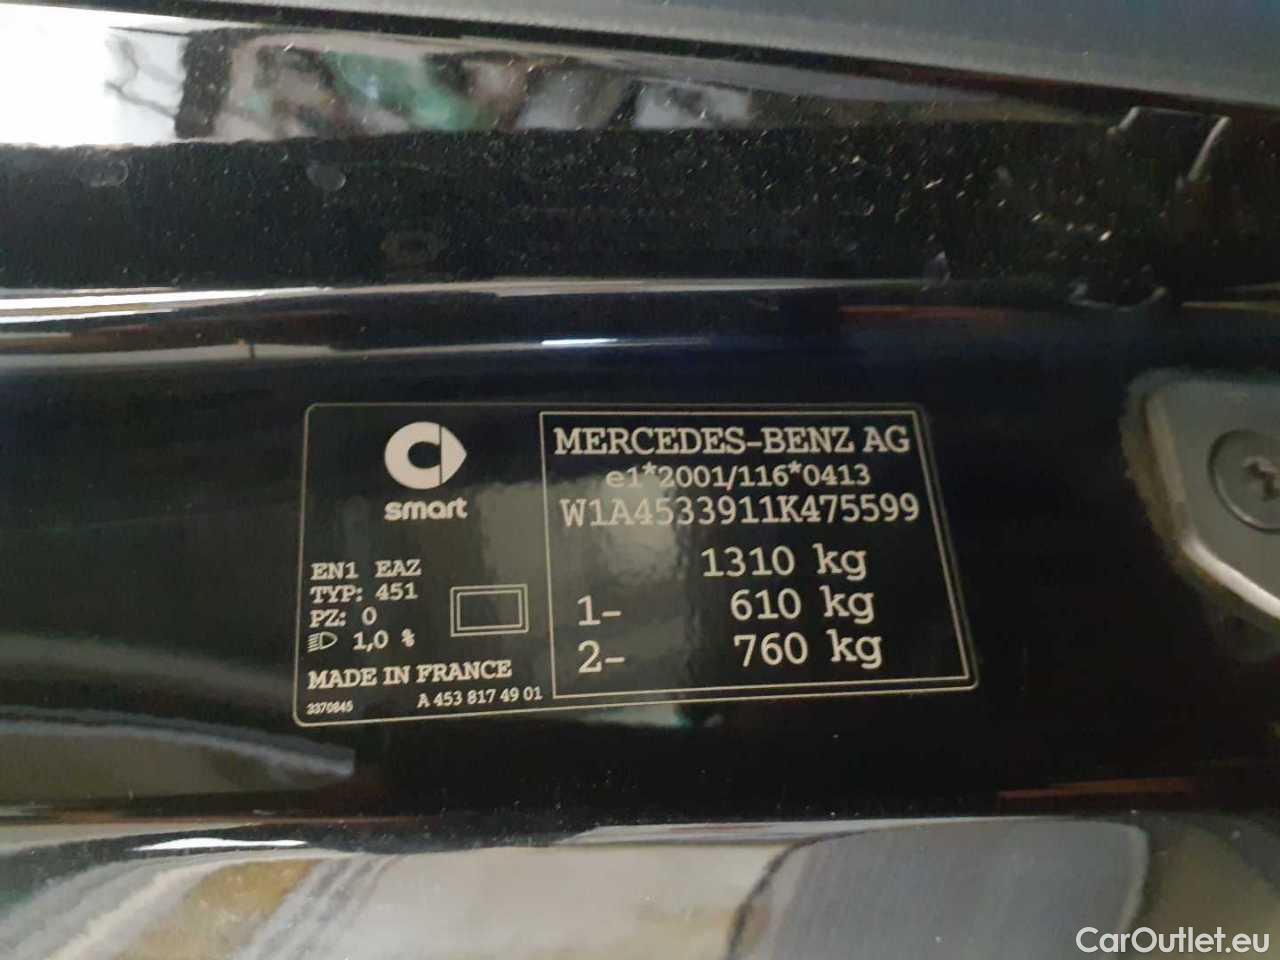 smart
EN1 EAZ
TYP: 451
PZ: 0
1,0 %
MADE IN FRANCE
3370845
A 453 817 49 01
MERCEDES-BENZ AG
e1*2001/116*0413
W1A4533911K475599
1310 kg
1- 610 kg
2- 760 kg
CarOutlet.eu